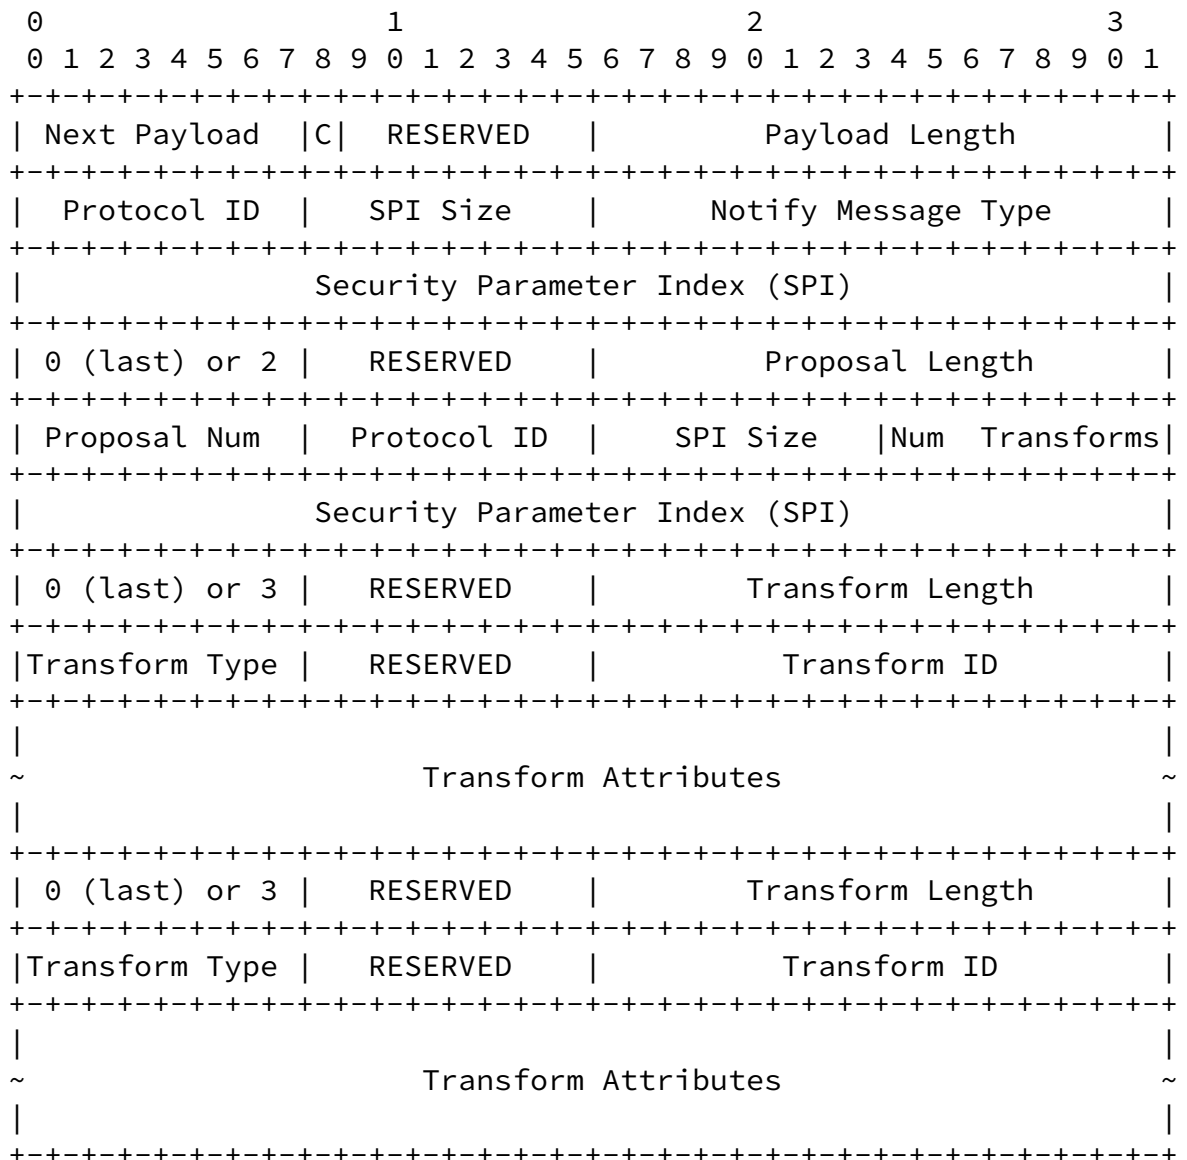 0                   1                   2                   3
 0 1 2 3 4 5 6 7 8 9 0 1 2 3 4 5 6 7 8 9 0 1 2 3 4 5 6 7 8 9 0 1
+-+-+-+-+-+-+-+-+-+-+-+-+-+-+-+-+-+-+-+-+-+-+-+-+-+-+-+-+-+-+-+-+
| Next Payload  |C|  RESERVED   |         Payload Length        |
+-+-+-+-+-+-+-+-+-+-+-+-+-+-+-+-+-+-+-+-+-+-+-+-+-+-+-+-+-+-+-+-+
|  Protocol ID  |   SPI Size    |      Notify Message Type      |
+-+-+-+-+-+-+-+-+-+-+-+-+-+-+-+-+-+-+-+-+-+-+-+-+-+-+-+-+-+-+-+-+
|                Security Parameter Index (SPI)                 |
+-+-+-+-+-+-+-+-+-+-+-+-+-+-+-+-+-+-+-+-+-+-+-+-+-+-+-+-+-+-+-+-+
| 0 (last) or 2 |   RESERVED    |         Proposal Length       |
+-+-+-+-+-+-+-+-+-+-+-+-+-+-+-+-+-+-+-+-+-+-+-+-+-+-+-+-+-+-+-+-+
| Proposal Num  |  Protocol ID  |    SPI Size   |Num  Transforms|
+-+-+-+-+-+-+-+-+-+-+-+-+-+-+-+-+-+-+-+-+-+-+-+-+-+-+-+-+-+-+-+-+
|                Security Parameter Index (SPI)                 |
+-+-+-+-+-+-+-+-+-+-+-+-+-+-+-+-+-+-+-+-+-+-+-+-+-+-+-+-+-+-+-+-+
| 0 (last) or 3 |   RESERVED    |        Transform Length       |
+-+-+-+-+-+-+-+-+-+-+-+-+-+-+-+-+-+-+-+-+-+-+-+-+-+-+-+-+-+-+-+-+
|Transform Type |   RESERVED    |          Transform ID         |
+-+-+-+-+-+-+-+-+-+-+-+-+-+-+-+-+-+-+-+-+-+-+-+-+-+-+-+-+-+-+-+-+
|                                                               |
~                      Transform Attributes                     ~
|                                                               |
+-+-+-+-+-+-+-+-+-+-+-+-+-+-+-+-+-+-+-+-+-+-+-+-+-+-+-+-+-+-+-+-+
| 0 (last) or 3 |   RESERVED    |        Transform Length       |
+-+-+-+-+-+-+-+-+-+-+-+-+-+-+-+-+-+-+-+-+-+-+-+-+-+-+-+-+-+-+-+-+
|Transform Type |   RESERVED    |          Transform ID         |
+-+-+-+-+-+-+-+-+-+-+-+-+-+-+-+-+-+-+-+-+-+-+-+-+-+-+-+-+-+-+-+-+
|                                                               |
~                      Transform Attributes                     ~
|                                                               |
+-+-+-+-+-+-+-+-+-+-+-+-+-+-+-+-+-+-+-+-+-+-+-+-+-+-+-+-+-+-+-+-+